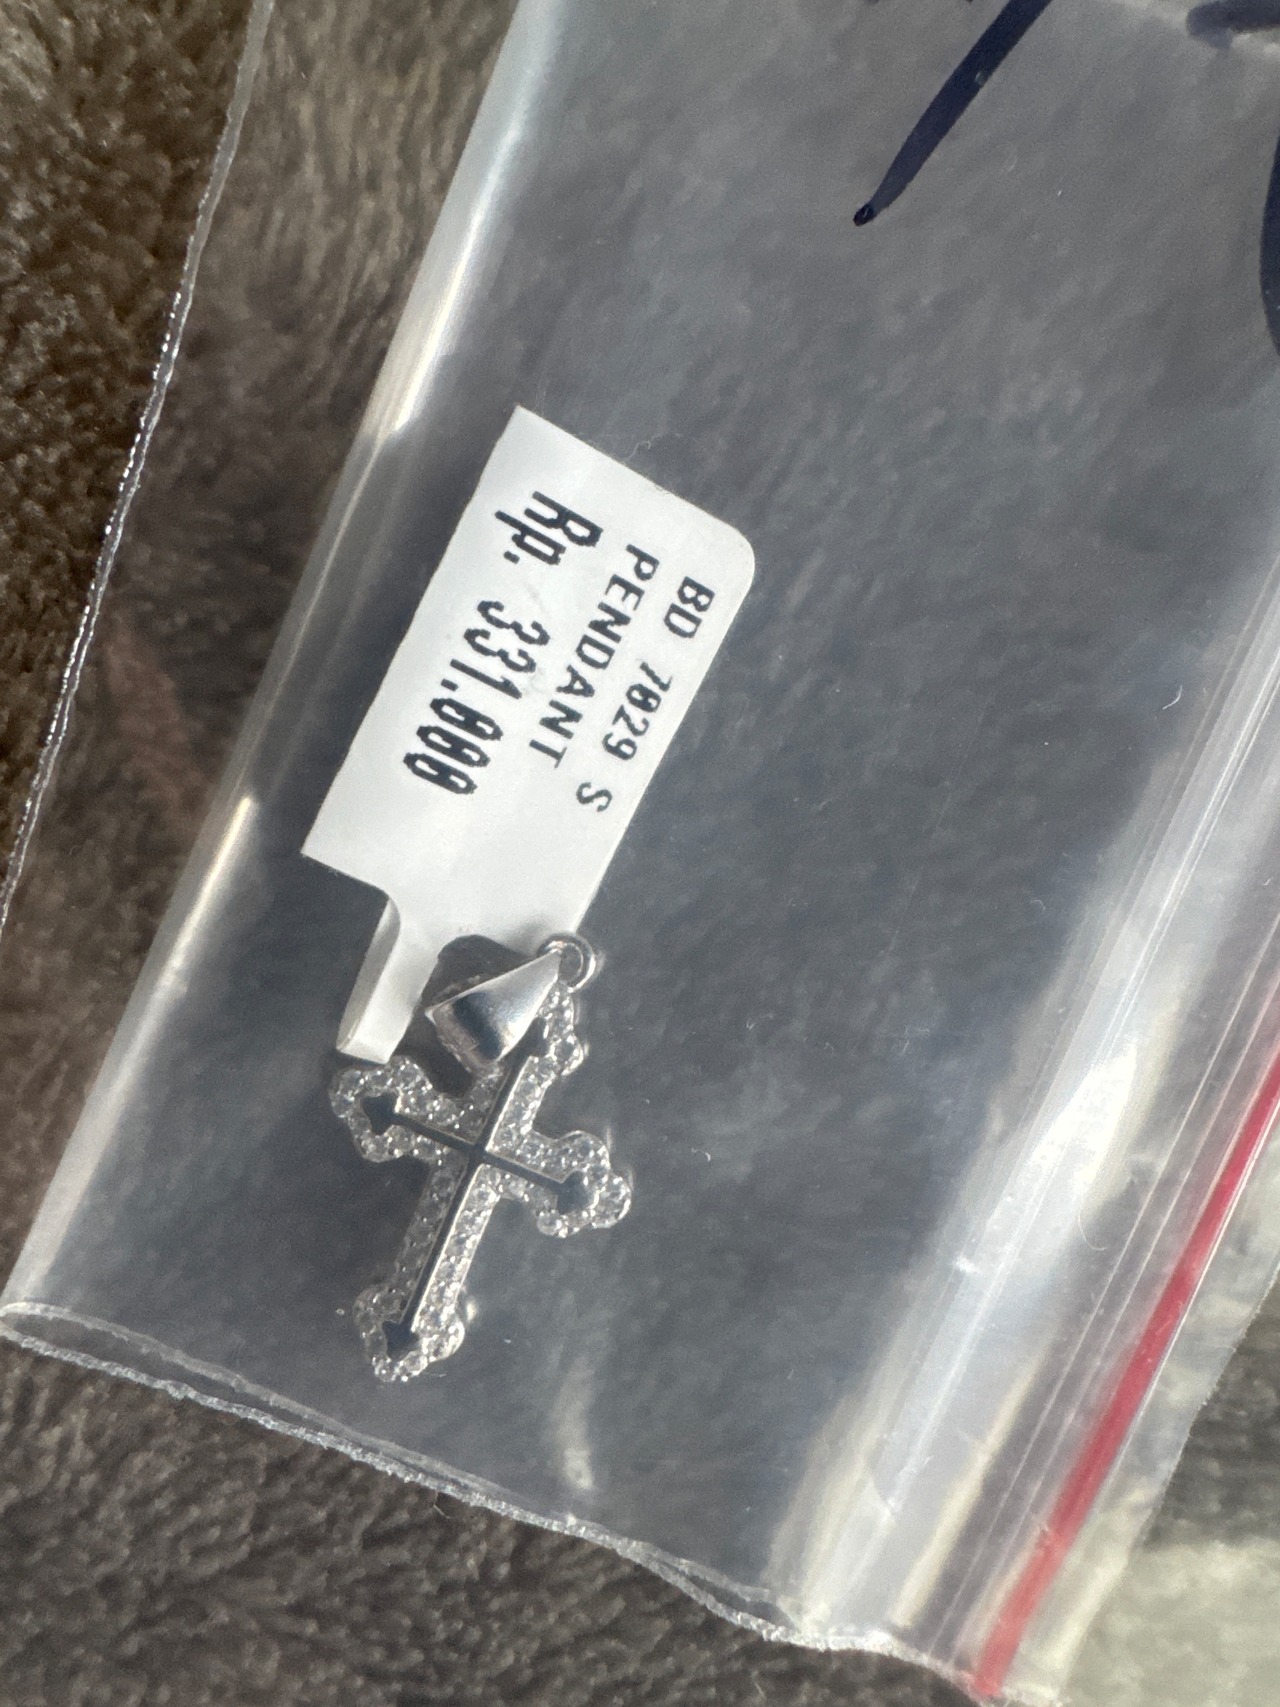 BD 7029 S
PENDANT
Rp. 331.000